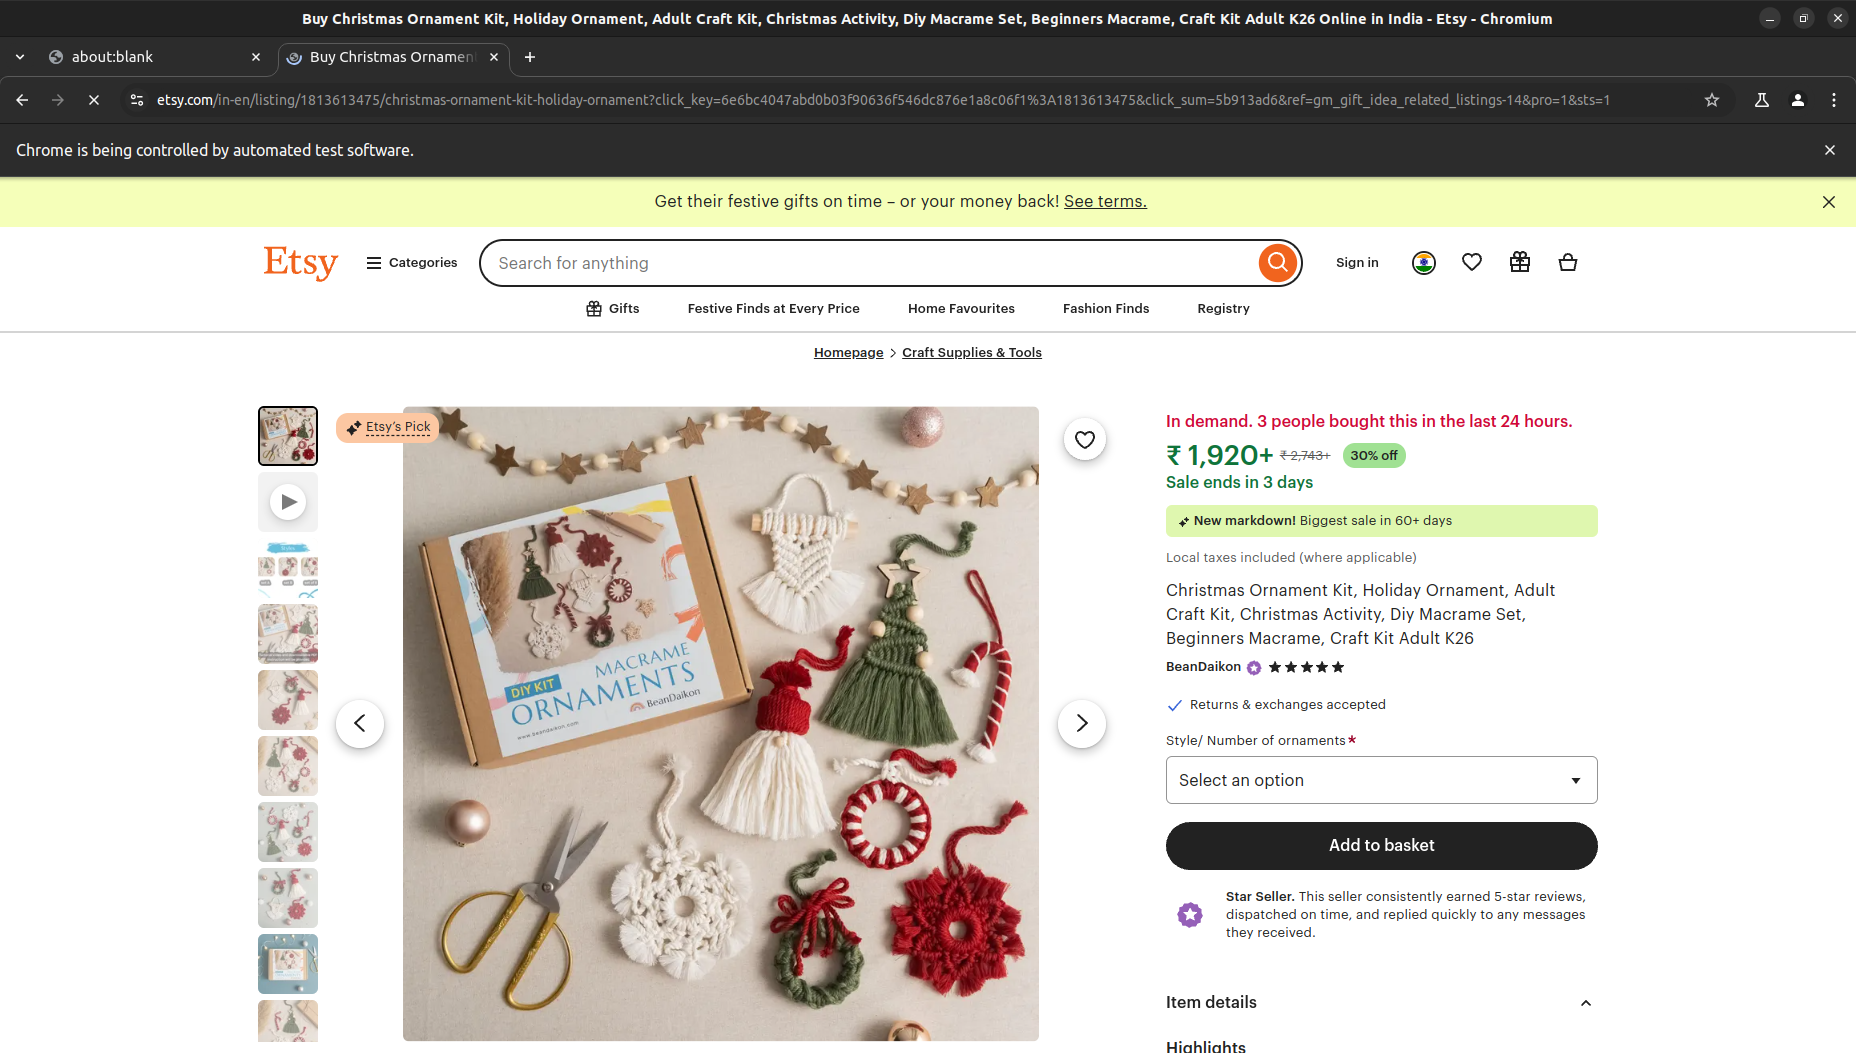 Buy Christmas Ornament Kit, Holiday Ornament, Adult Craft Kit, Christmas Activity, Diy Macrame Set, Beginners Macrame, Craft Kit Adult K26 Online in India - Etsy - Chromium
about:blank
Buy Christmas Ornamen
etsy.com/in-en/listing/1813613475/christmas-ornament-kit-holiday-ornament?click_key=6e6bc4047abd0b03f90636f546dc876e1a8c06f1%3A1813613475&click_sum=5b913ad6&ref=gm_gift_idea_related_listings-14&pro=1&sts=1
Chrome is being controlled by automated test software.
Get their festive gifts on time – or your money back! See terms.
Etsy
Categories
Search for anything
Sign in
Gifts
Festive Finds at Every Price
Home Favourites
Fashion Finds
Registry
Homepage
Craft Supplies & Tools
Etsy's Pick
MACRAME
DIY KIT
ORNAMENTS
BeanDaikon
www.beandaikon.com
In demand. 3 people bought this in the last 24 hours.
₹ 1,920+ ₹ 2,743+ 30% off
Sale ends in 3 days
New markdown! Biggest sale in 60+ days
Local taxes included (where applicable)
Christmas Ornament Kit, Holiday Ornament, Adult
Craft Kit, Christmas Activity, Diy Macrame Set,
Beginners Macrame, Craft Kit Adult K26
BeanDaikon
Returns & exchanges accepted
Style/ Number of ornaments*
Select an option
Add to basket
Star Seller. This seller consistently earned 5-star reviews,
dispatched on time, and replied quickly to any messages
they received.
Item details
Highlights